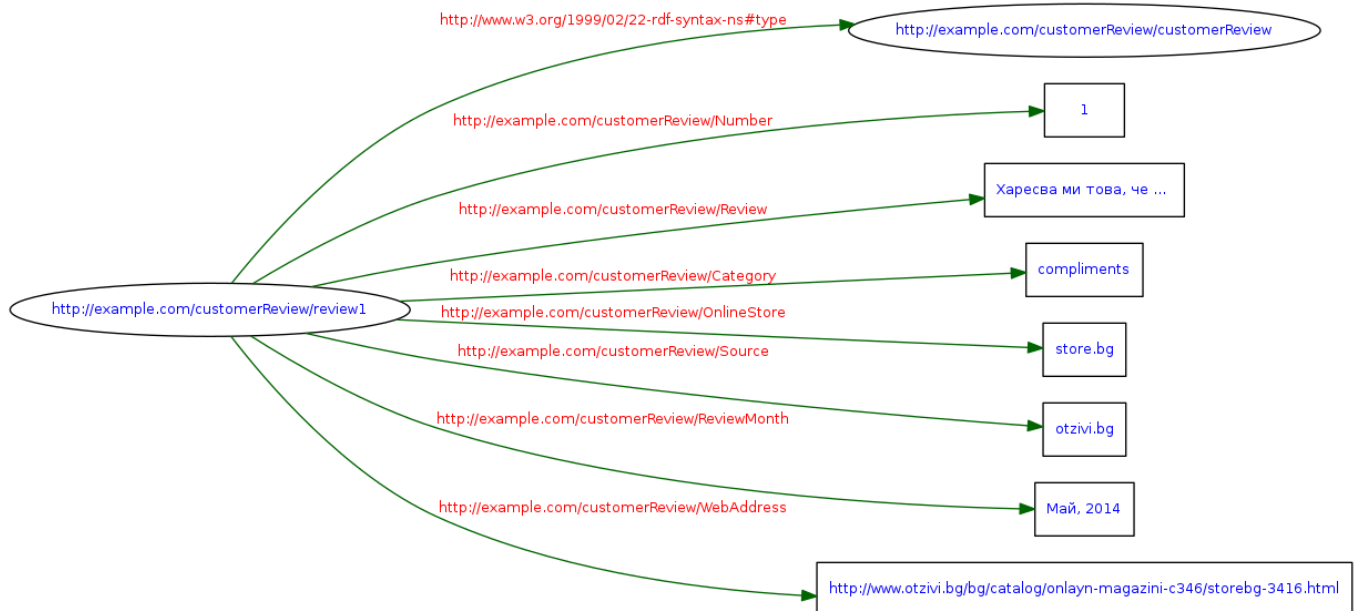 http://www.w3.org/1999/02/22-rdf-syntax-ns#type
http://example.com/customerReview/customerReview
http://example.com/customerReview/Number
1
http://example.com/customerReview/Review
Харесва ми това, че ...
http://example.com/customerReview/Category
compliments
http://example.com/customerReview/review1
http://example.com/customerReview/OnlineStore
store.bg
http://example.com/customerReview/Source
otzivi.bg
http://example.com/customerReview/ReviewMonth
Май, 2014
http://example.com/customerReview/WebAddress
http://www.otzivi.bg/bg/catalog/onlayn-magazini-c346/storebg-3416.html